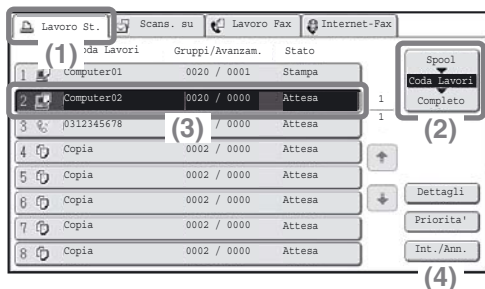 Lavoro St. Scans. su Lavoro Fax Internet-Fax
(1) Coda Lavori Gruppi/Avanzam. Stato
1 Computer01 0020 / 0001 Stampa
2 Computer02 0020 / 0000 Attesa
3 0312345678 (3) / 0000 Attesa
4 Copia 0002 / 0000 Attesa
5 Copia 0002 / 0000 Attesa
6 Copia 0002 / 0000 Attesa
7 Copia 0002 / 0000 Attesa
8 Copia 0002 / 0000 Attesa
1
1
Spool
Coda Lavori
Completo
(2)
Dettagli
Priorita'
Int./Ann.
(4)